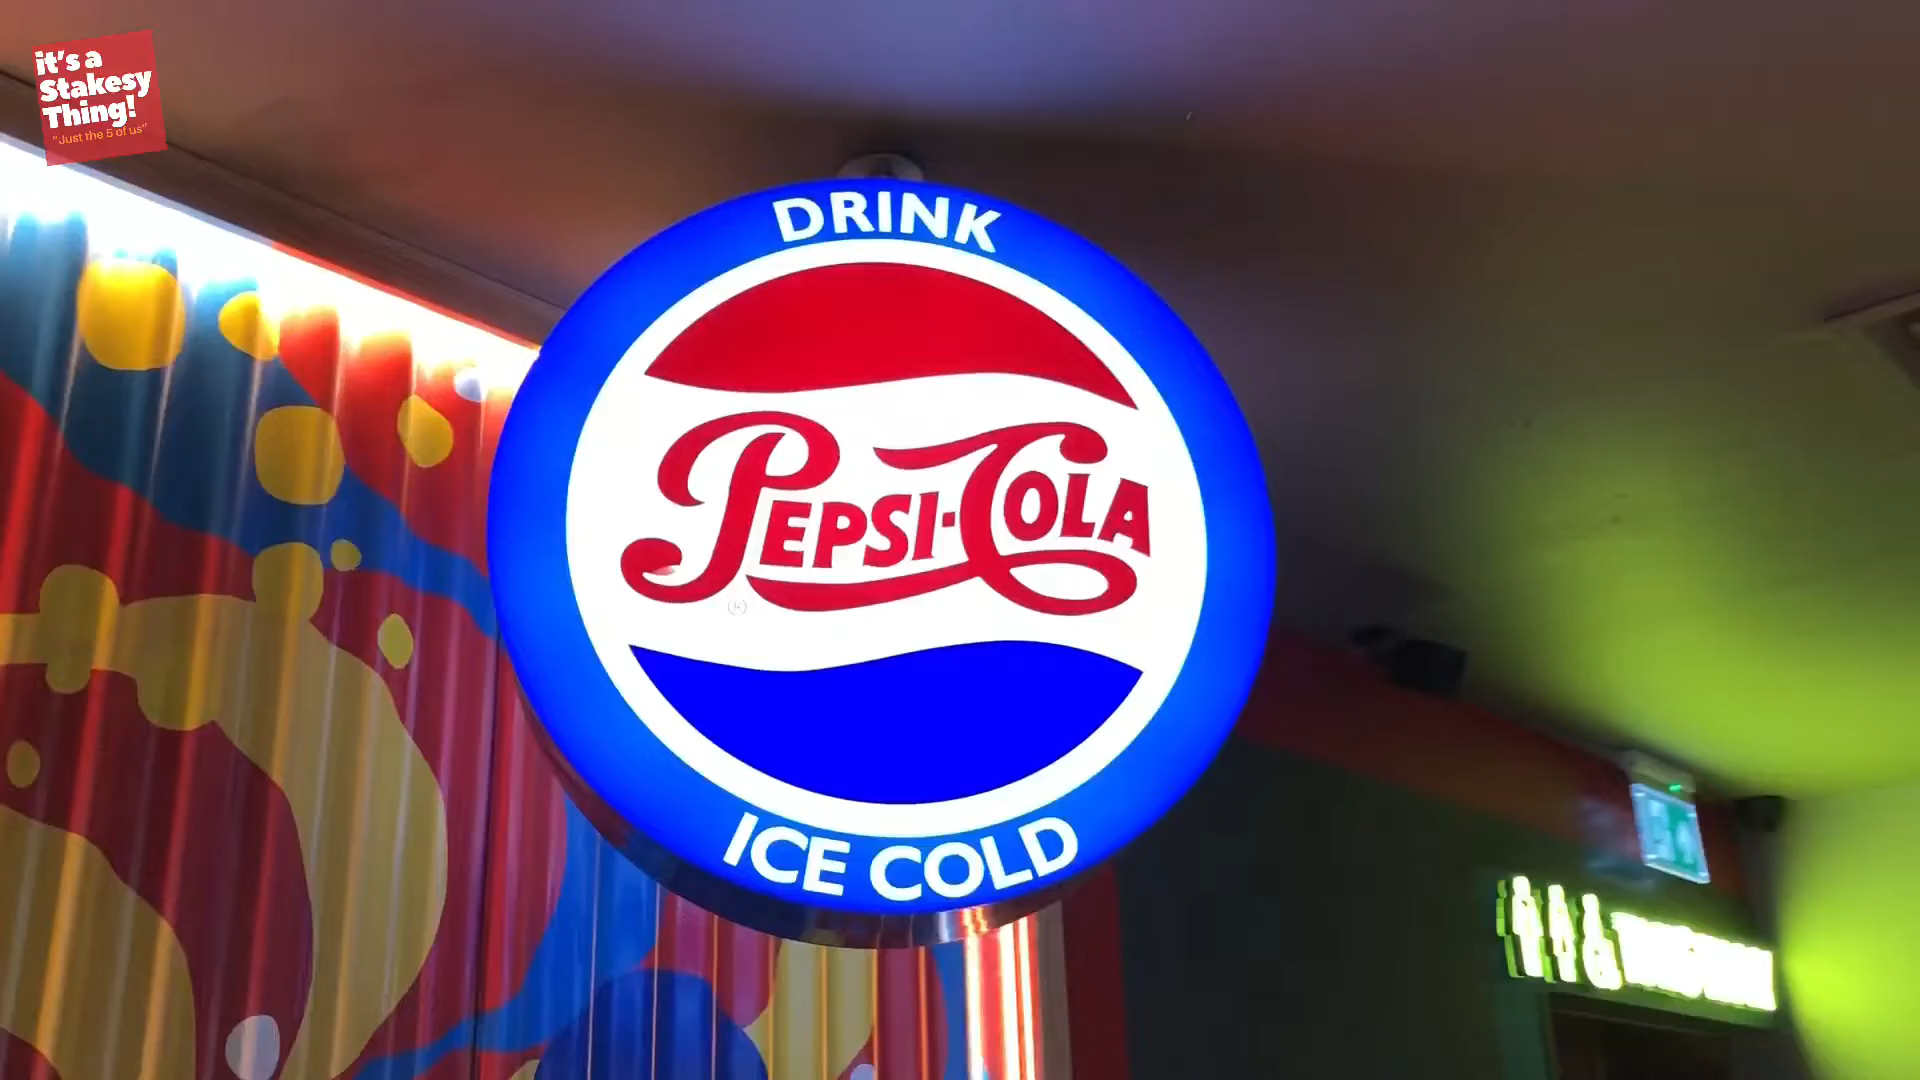 it's a
Stakesy
Thing!
"Just the 5 of us"
DRINK
PEPSI-COLA
ICE COLD